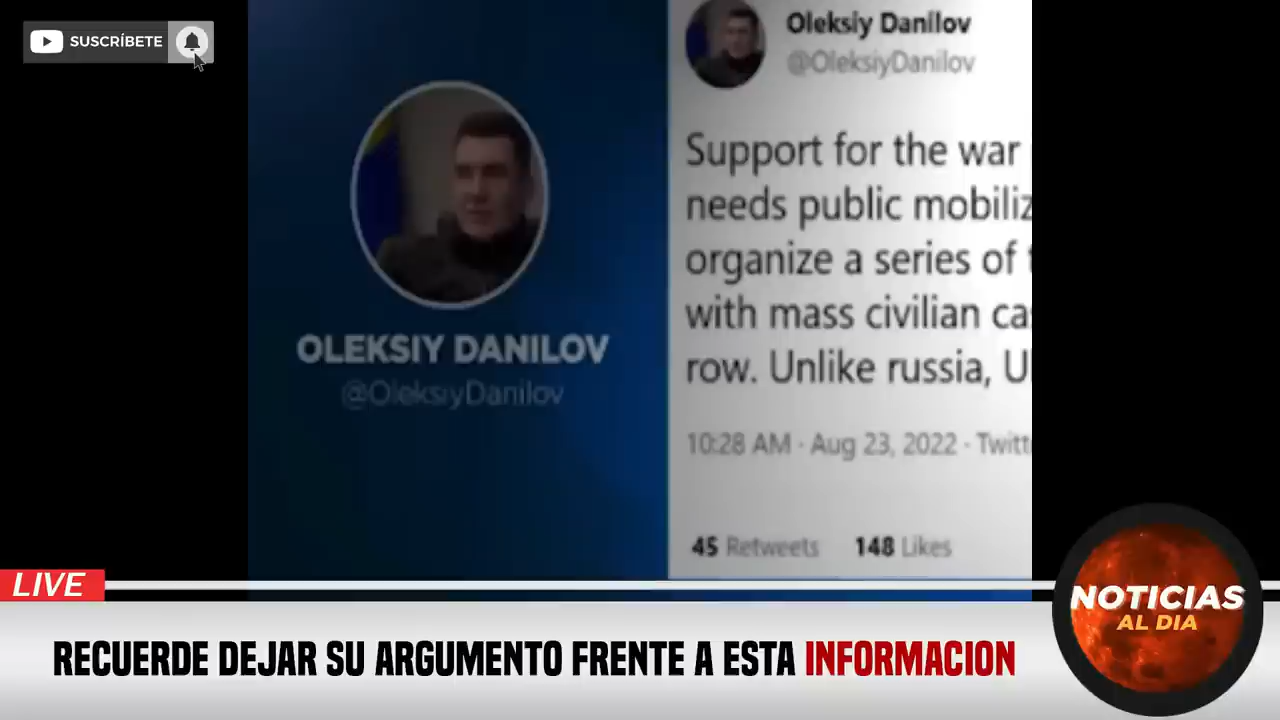 SUSCRÍBETE
OLEKSIY DANILOV
@OleksiyDanilov
Oleksiy Danilov
@OleksiyDanilov
Support for the war
needs public mobiliz
organize a series of
with mass civilian ca
row. Unlike russia, U
10:28 AM · Aug 23, 2022 · Twitt
45 Retweets 148 Likes
LIVE
RECUERDE DEJAR SU ARGUMENTO FRENTE A ESTA INFORMACION
NOTICIAS
AL DIA